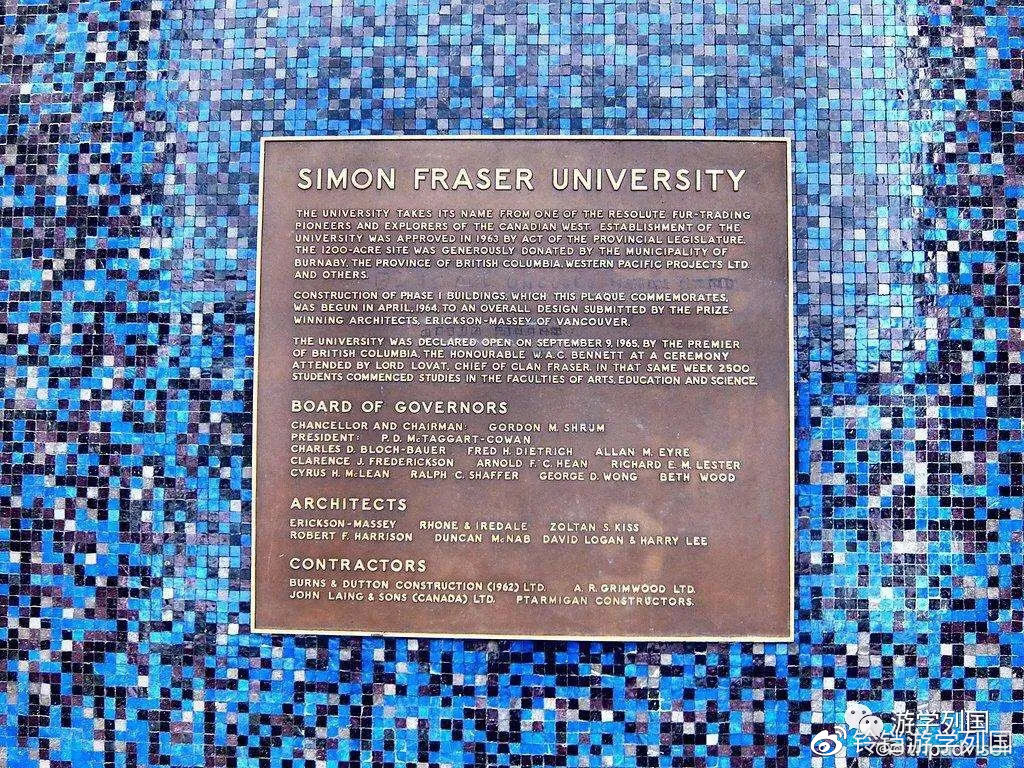 SIMON FRASER UNIVERSITY
THE UNIVERSITY TAKES ITS NAME FROM ONE OF THE RESOLUTE FUR-TRADING
PIONEERS AND EXPLORERS OF THE CANADIAN WEST. ESTABLISHMENT OF THE
UNIVERSITY WAS APPROVED IN 1963 BY ACT OF THE PROVINCIAL LEGISLATURE.
THE 1200-ACRE SITE WAS GENEROUSLY DONATED BY THE MUNICIPALITY OF
BURNABY, THE PROVINCE OF BRITISH COLUMBIA, WESTERN PACIFIC PROJECTS LTD.
AND OTHERS.
CONSTRUCTION OF PHASE I BUILDINGS, WHICH THIS PLAQUE COMMEMORATES,
WAS BEGUN IN APRIL, 1964, TO AN OVERALL DESIGN SUBMITTED BY THE PRIZE-
WINNING ARCHITECTS, ERICKSON-MASSEY OF VANCOUVER.
THE UNIVERSITY WAS DECLARED OPEN ON SEPTEMBER 9, 1965, BY THE PREMIER
OF BRITISH COLUMBIA, THE HONOURABLE W.A.C. BENNETT AT A CEREMONY
ATTENDED BY LORD LOVAT, CHIEF OF CLAN FRASER. IN THAT SAME WEEK 2500
STUDENTS COMMENCED STUDIES IN THE FACULTIES OF ARTS, EDUCATION AND SCIENCE.
BOARD OF GOVERNORS
CHANCELLOR AND CHAIRMAN: GORDON M. SHRUM
PRESIDENT: P. D. McTAGGART-COWAN
CHARLES D. BLOCH-BAUER FRED H. DIETRICH ALLAN M. EYRE
CLARENCE J. FREDERICKSON ARNOLD F. C. HEAN RICHARD E. M. LESTER
CYRUS H. McLEAN RALPH C. SHAFFER GEORGE D. WONG BETH WOOD
ARCHITECTS
ERICKSON-MASSEY RHONE & IREDALE ZOLTAN S. KISS
ROBERT F. HARRISON DUNCAN McNAB DAVID LOGAN & HARRY LEE
CONTRACTORS
BURNS & DUTTON CONSTRUCTION (1962) LTD. A. R. GRIMWOOD LTD.
JOHN LAING & SONS (CANADA) LTD. PTARMIGAN CONSTRUCTORS.
游学列国
游学列国